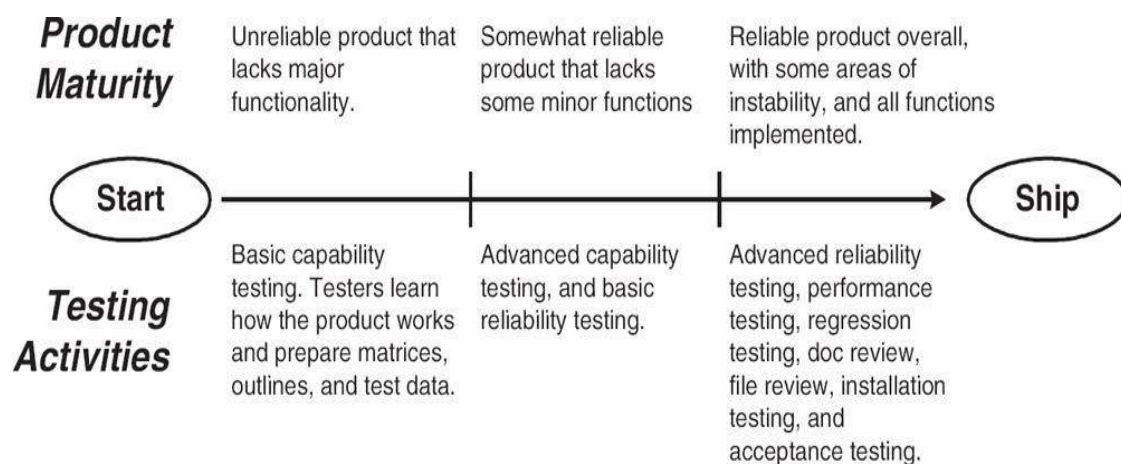 Product
Maturity
Unreliable product that
lacks major
functionality.
Somewhat reliable
product that lacks
some minor functions
Reliable product overall,
with some areas of
instability, and all functions
implemented.
Start
Ship
Testing
Activities
Basic capability
testing. Testers learn
how the product works
and prepare matrices,
outlines, and test data.
Advanced capability
testing, and basic
reliability testing.
Advanced reliability
testing, performance
testing, regression
testing, doc review,
file review, installation
testing, and
acceptance testing.